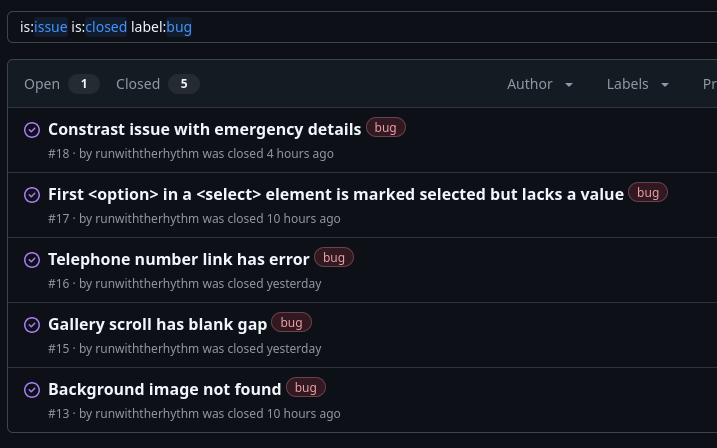 is:issue is:closed label:bug
Open 1 Closed 5 Author Labels Pr
Constrast issue with emergency details bug
#18 · by runwiththerhythm was closed 4 hours ago
First <option> in a <select> element is marked selected but lacks a value bug
#17 · by runwiththerhythm was closed 10 hours ago
Telephone number link has error bug
#16 · by runwiththerhythm was closed yesterday
Gallery scroll has blank gap bug
#15 · by runwiththerhythm was closed yesterday
Background image not found bug
#13 · by runwiththerhythm was closed 10 hours ago